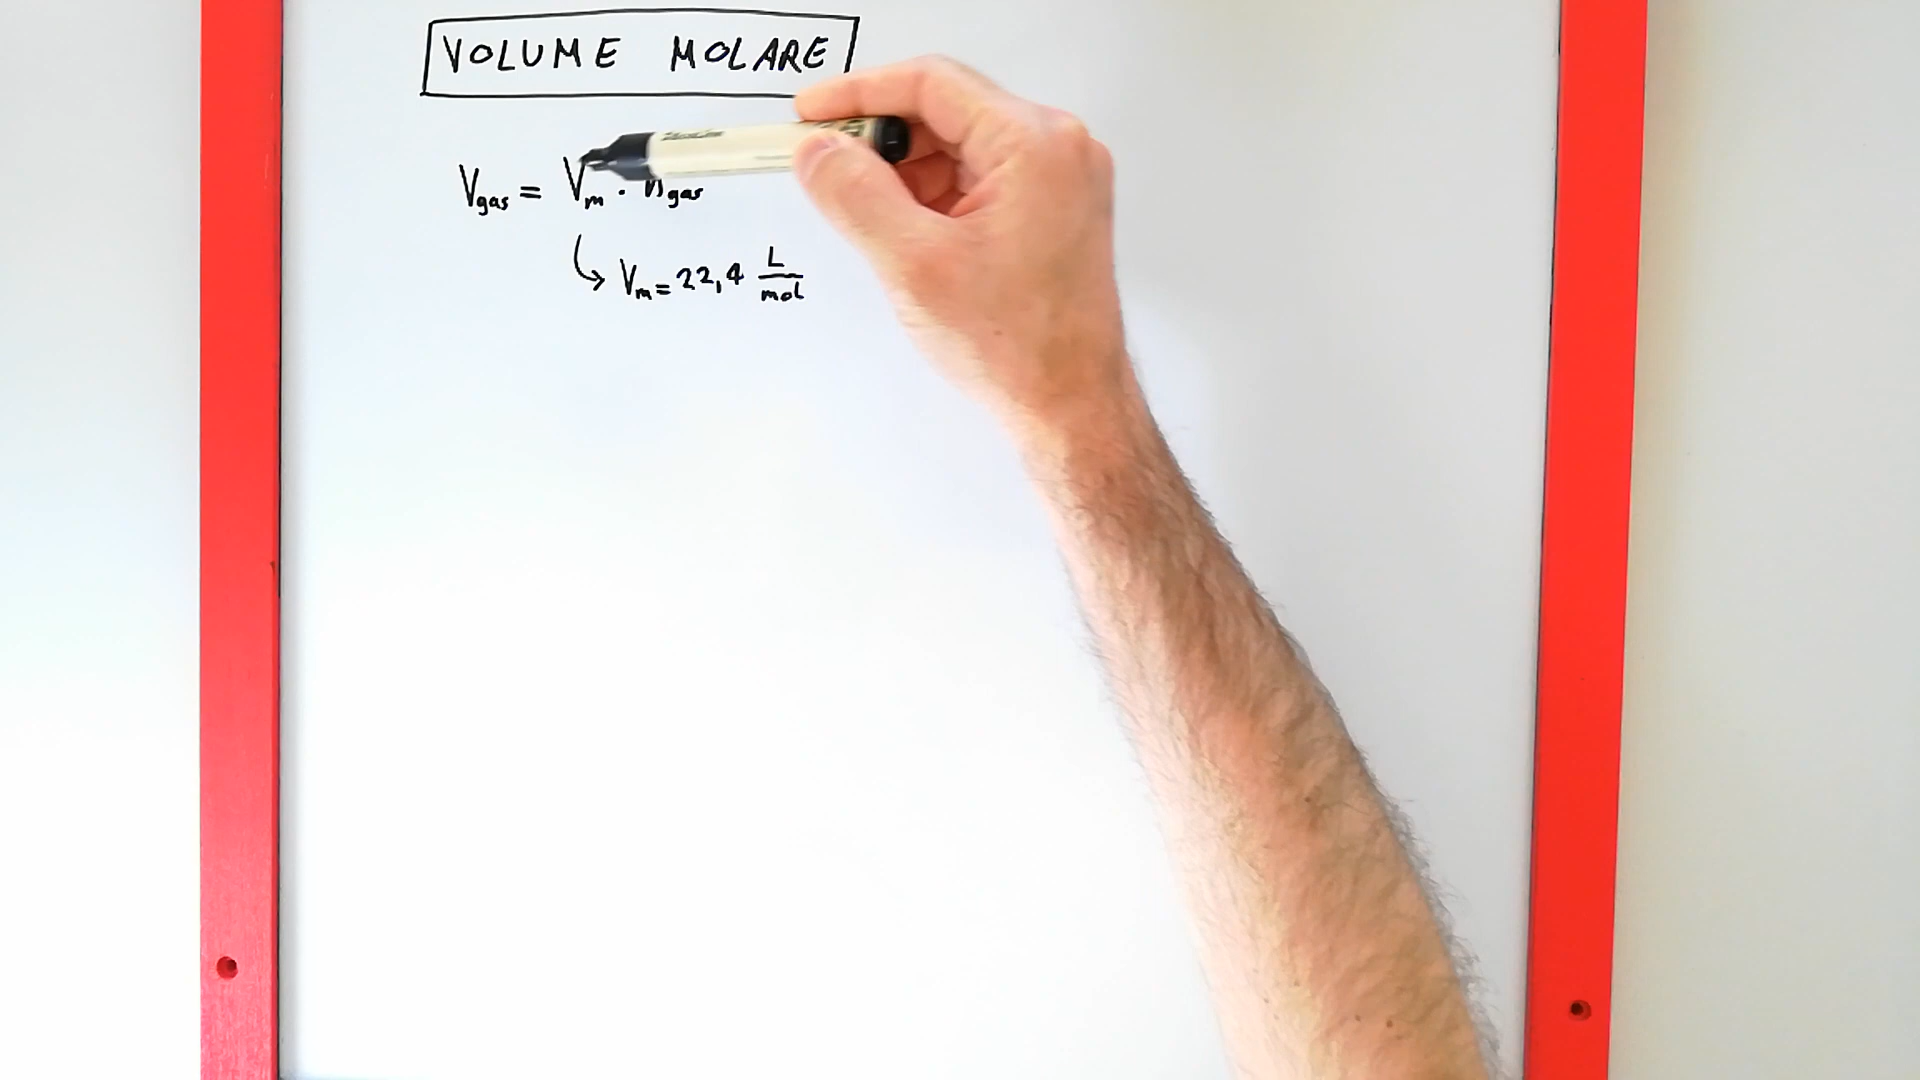 VOLUME MOLARE
Vgas = Vm · ngas
Vm = 22,4 L/mol